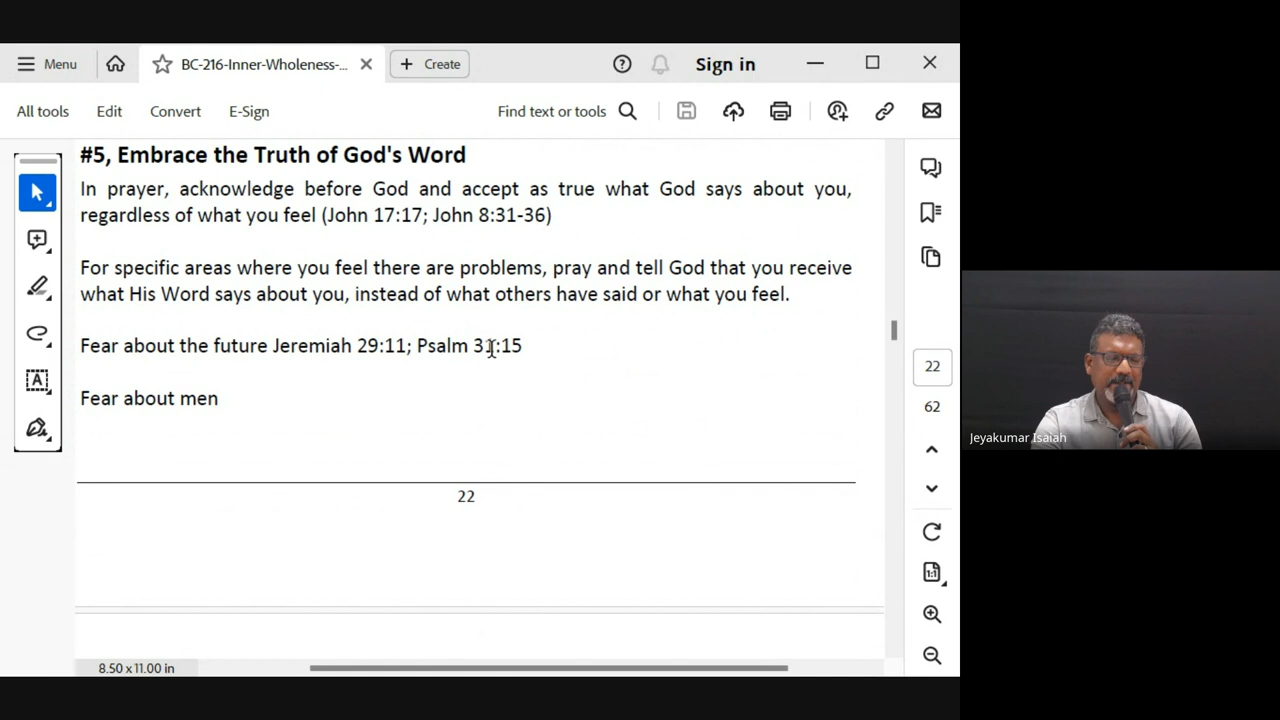 Menu
BC-216-Inner-Wholeness-...
Create
Sign in
All tools
Edit
Convert
E-Sign
Find text or tools
#5, Embrace the Truth of God's Word
In prayer, acknowledge before God and accept as true what God says about you,
regardless of what you feel (John 17:17; John 8:31-36)
For specific areas where you feel there are problems, pray and tell God that you receive
what His Word says about you, instead of what others have said or what you feel.
Fear about the future Jeremiah 29:11; Psalm 31:15
Fear about men
22
22
62
1:1
8.50 x 11.00 in
Jeyakumar Isaiah